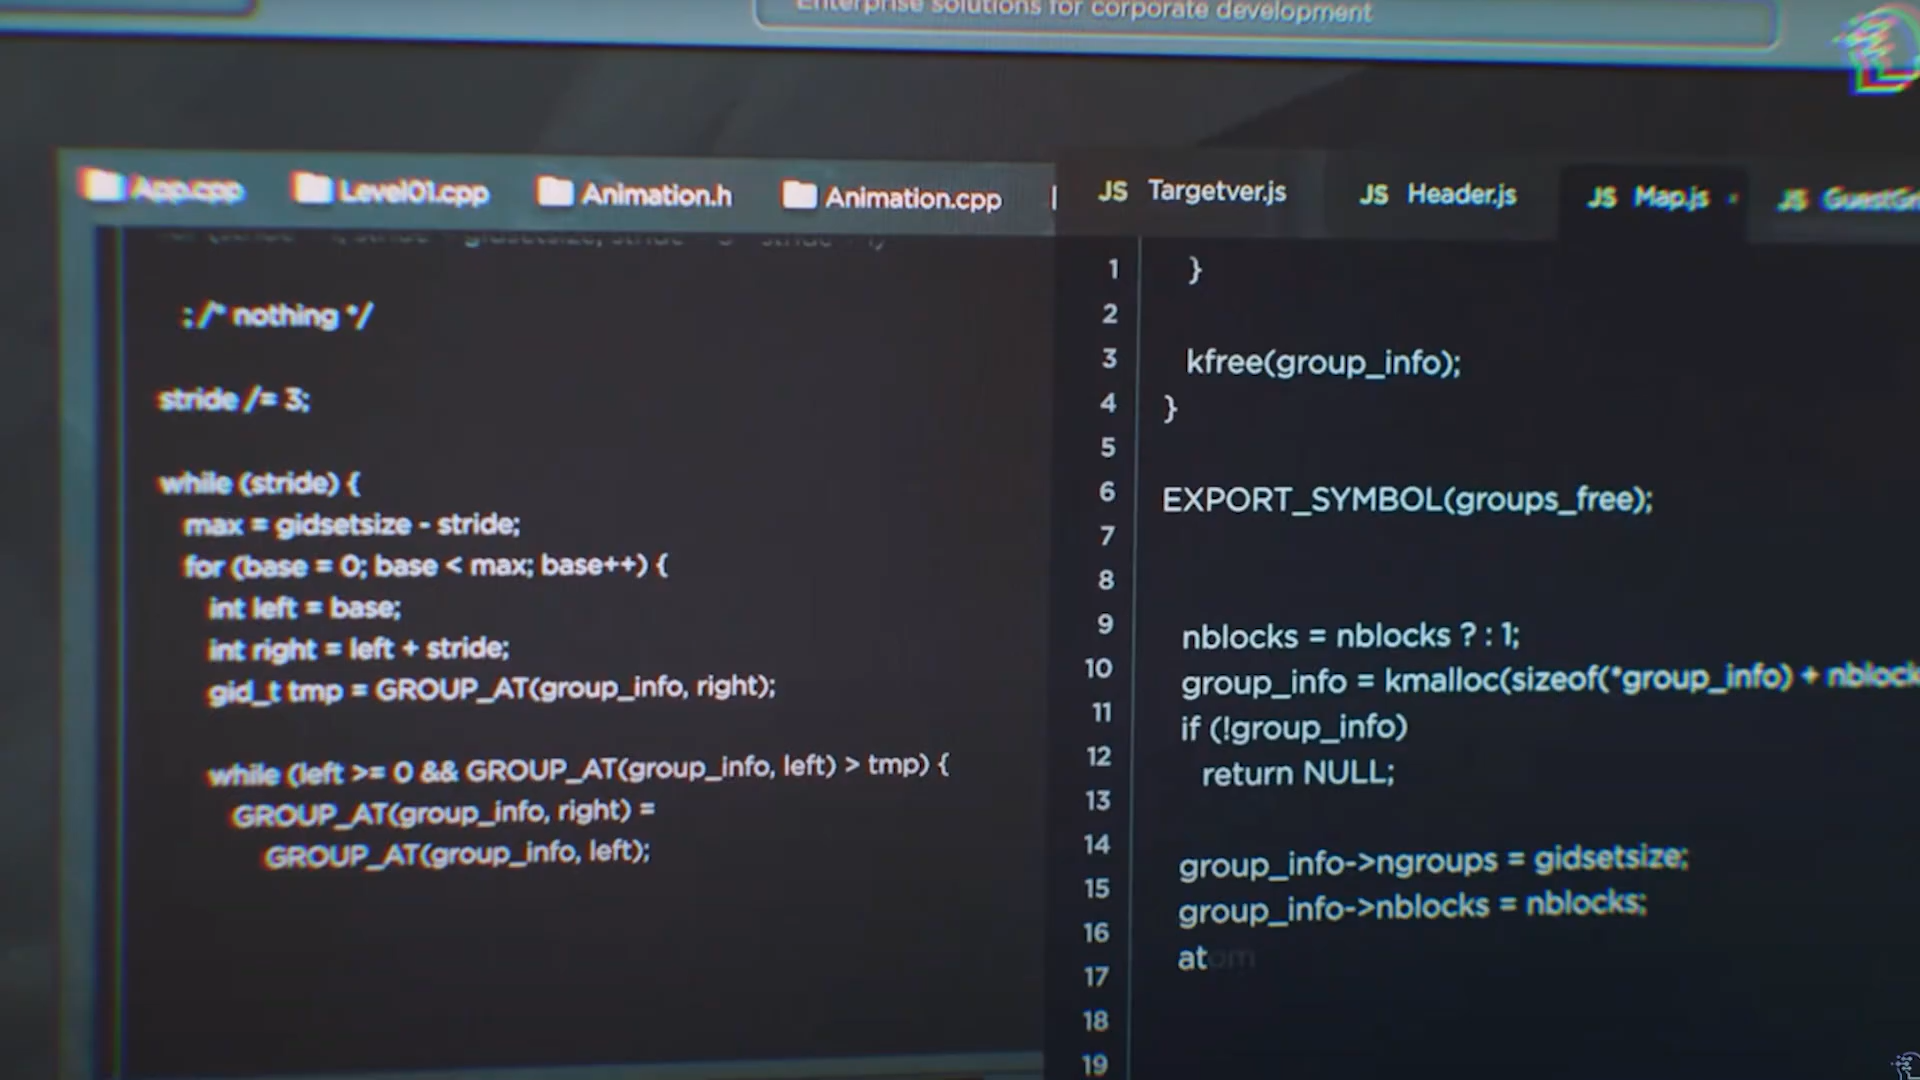 Enterprise solutions for corporate development
App.cpp
Level01.cpp
Animation.h
Animation.cpp
: /* nothing */
stride /= 3;
while (stride) {
max = gidsetsize - stride;
for (base = 0; base < max; base++) {
int left = base;
int right = left + stride;
gid_t tmp = GROUP_AT(group_info, right);
while (left >= 0 && GROUP_AT(group_info, left) > tmp) {
GROUP_AT(group_info, right) =
GROUP_AT(group_info, left);
JS Targetver.js
JS Header.js
JS Map.js
JS
1 }
2
3 kfree(group_info);
4 }
5
6 EXPORT_SYMBOL(groups_free);
7
8
9 nblocks = nblocks ? : 1;
10 group_info = kmalloc(sizeof(*group_info) + nblock
11 if (!group_info)
12 return NULL;
13
14 group_info->ngroups = gidsetsize;
15 group_info->nblocks = nblocks;
16 atom
17
18
19